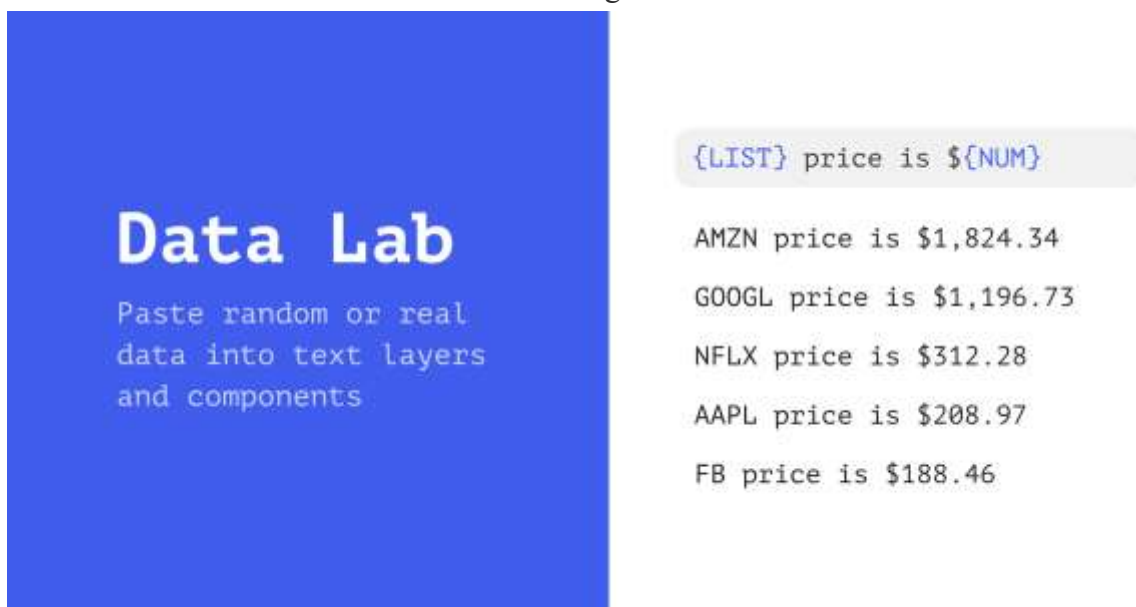 Data Lab
Paste random or real
data into text layers
and components
{LIST} price is ${NUM}
AMZN price is $1,824.34
GOOGL price is $1,196.73
NFLX price is $312.28
AAPL price is $208.97
FB price is $188.46